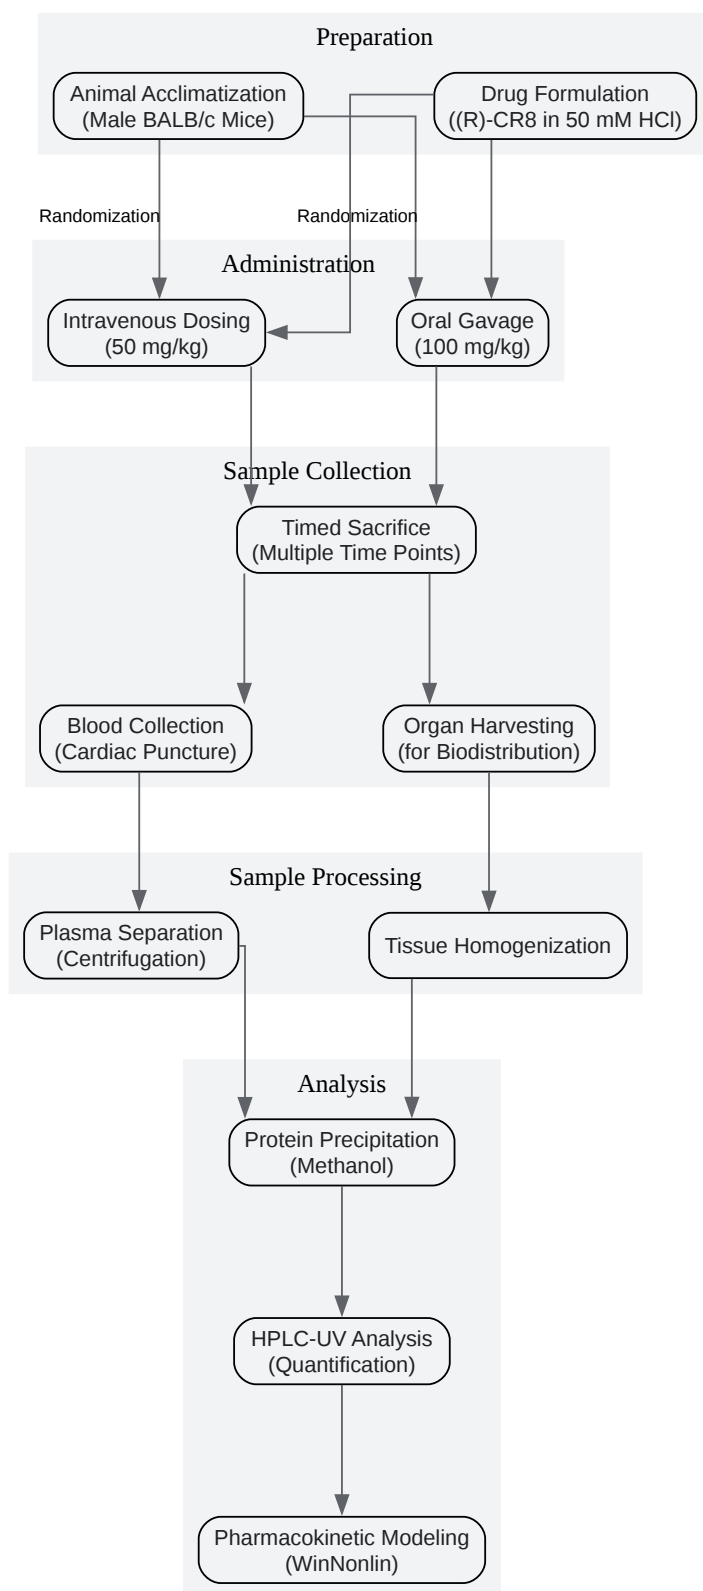 Preparation
Animal Acclimatization
(Male BALB/c Mice)
Drug Formulation
((R)-CR8 in 50 mM HCl)
Randomization
Randomization
Administration
Intravenous Dosing
(50 mg/kg)
Oral Gavage
(100 mg/kg)
Sample Collection
Timed Sacrifice
(Multiple Time Points)
Blood Collection
(Cardiac Puncture)
Organ Harvesting
(for Biodistribution)
Sample Processing
Plasma Separation
(Centrifugation)
Tissue Homogenization
Analysis
Protein Precipitation
(Methanol)
HPLC-UV Analysis
(Quantification)
Pharmacokinetic Modeling
(WinNonlin)